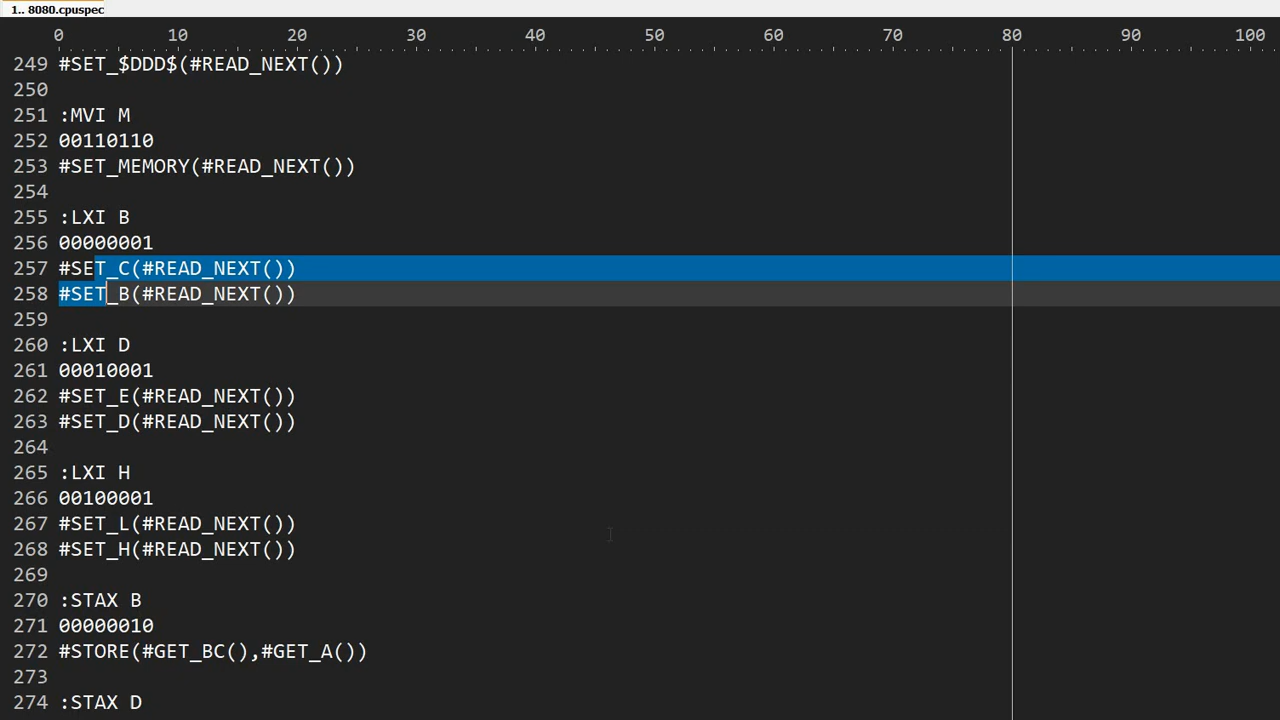 1.. 8080.cpuspec
0 10 20 30 40 50 60 70 80 90 100
249 #SET_$DDD$(#READ_NEXT())
250
251 :MVI M
252 00110110
253 #SET_MEMORY(#READ_NEXT())
254
255 :LXI B
256 00000001
257 #SET_C(#READ_NEXT())
258 #SET_B(#READ_NEXT())
259
260 :LXI D
261 00010001
262 #SET_E(#READ_NEXT())
263 #SET_D(#READ_NEXT())
264
265 :LXI H
266 00100001
267 #SET_L(#READ_NEXT())
268 #SET_H(#READ_NEXT())
269
270 :STAX B
271 00000010
272 #STORE(#GET_BC(),#GET_A())
273
274 :STAX D